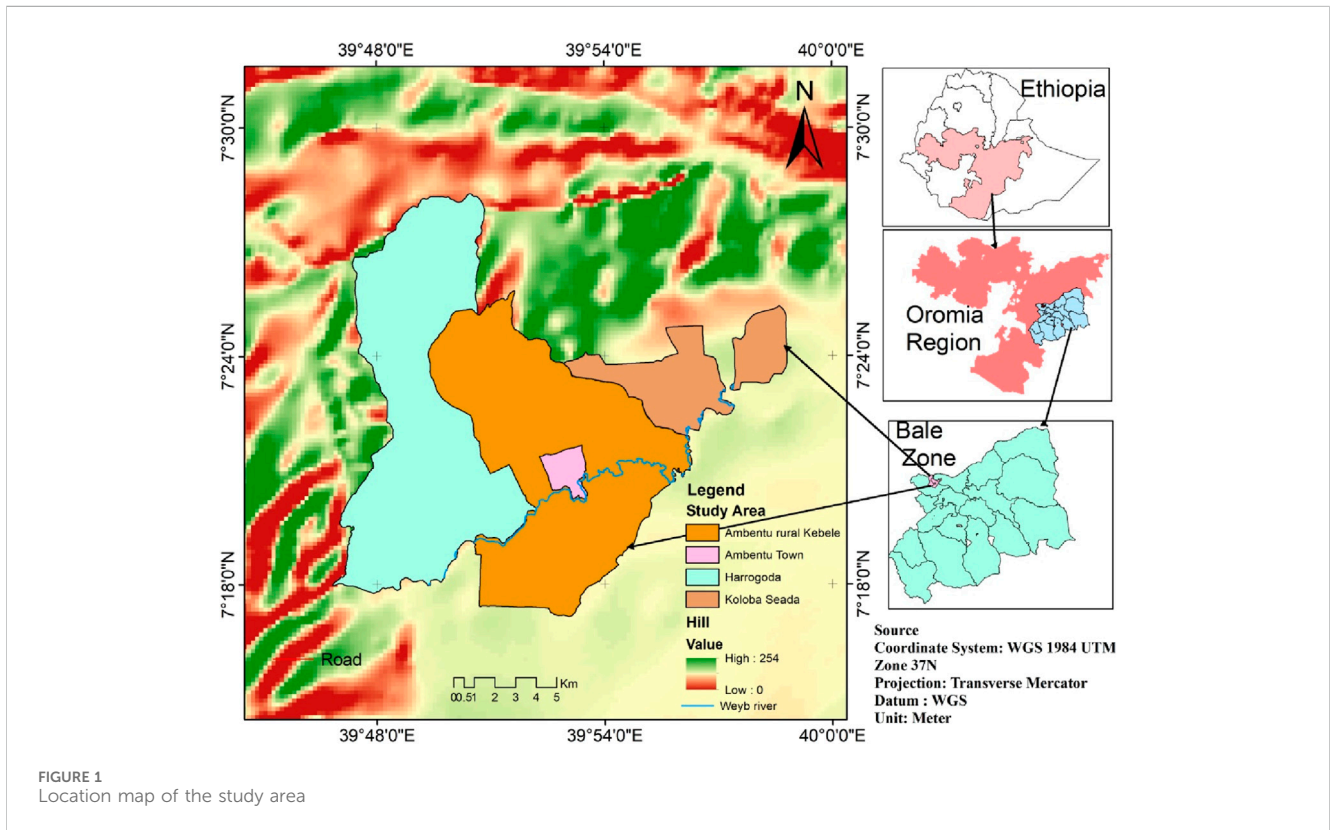 39°48'0"E
39°54'0"E
40°0'0"E
7°30'0"N
7°24'0"N
7°18'0"N
N
7°30'0"N
7°24'0"N
7°18'0"N
Road
00.51 2 3 4 5
Km
Legend
Study Area
Ambentu rural Kebele
Ambentu Town
Harrogoda
Koloba Seada
Hill
Value
High : 254
Low : 0
Weyb river
39°48'0"E
39°54'0"E
40°0'0"E
Ethiopia
Oromia
Region
Bale
Zone
Source
Coordinate System: WGS 1984 UTM
Zone 37N
Projection: Transverse Mercator
Datum : WGS
Unit: Meter
FIGURE 1
Location map of the study area